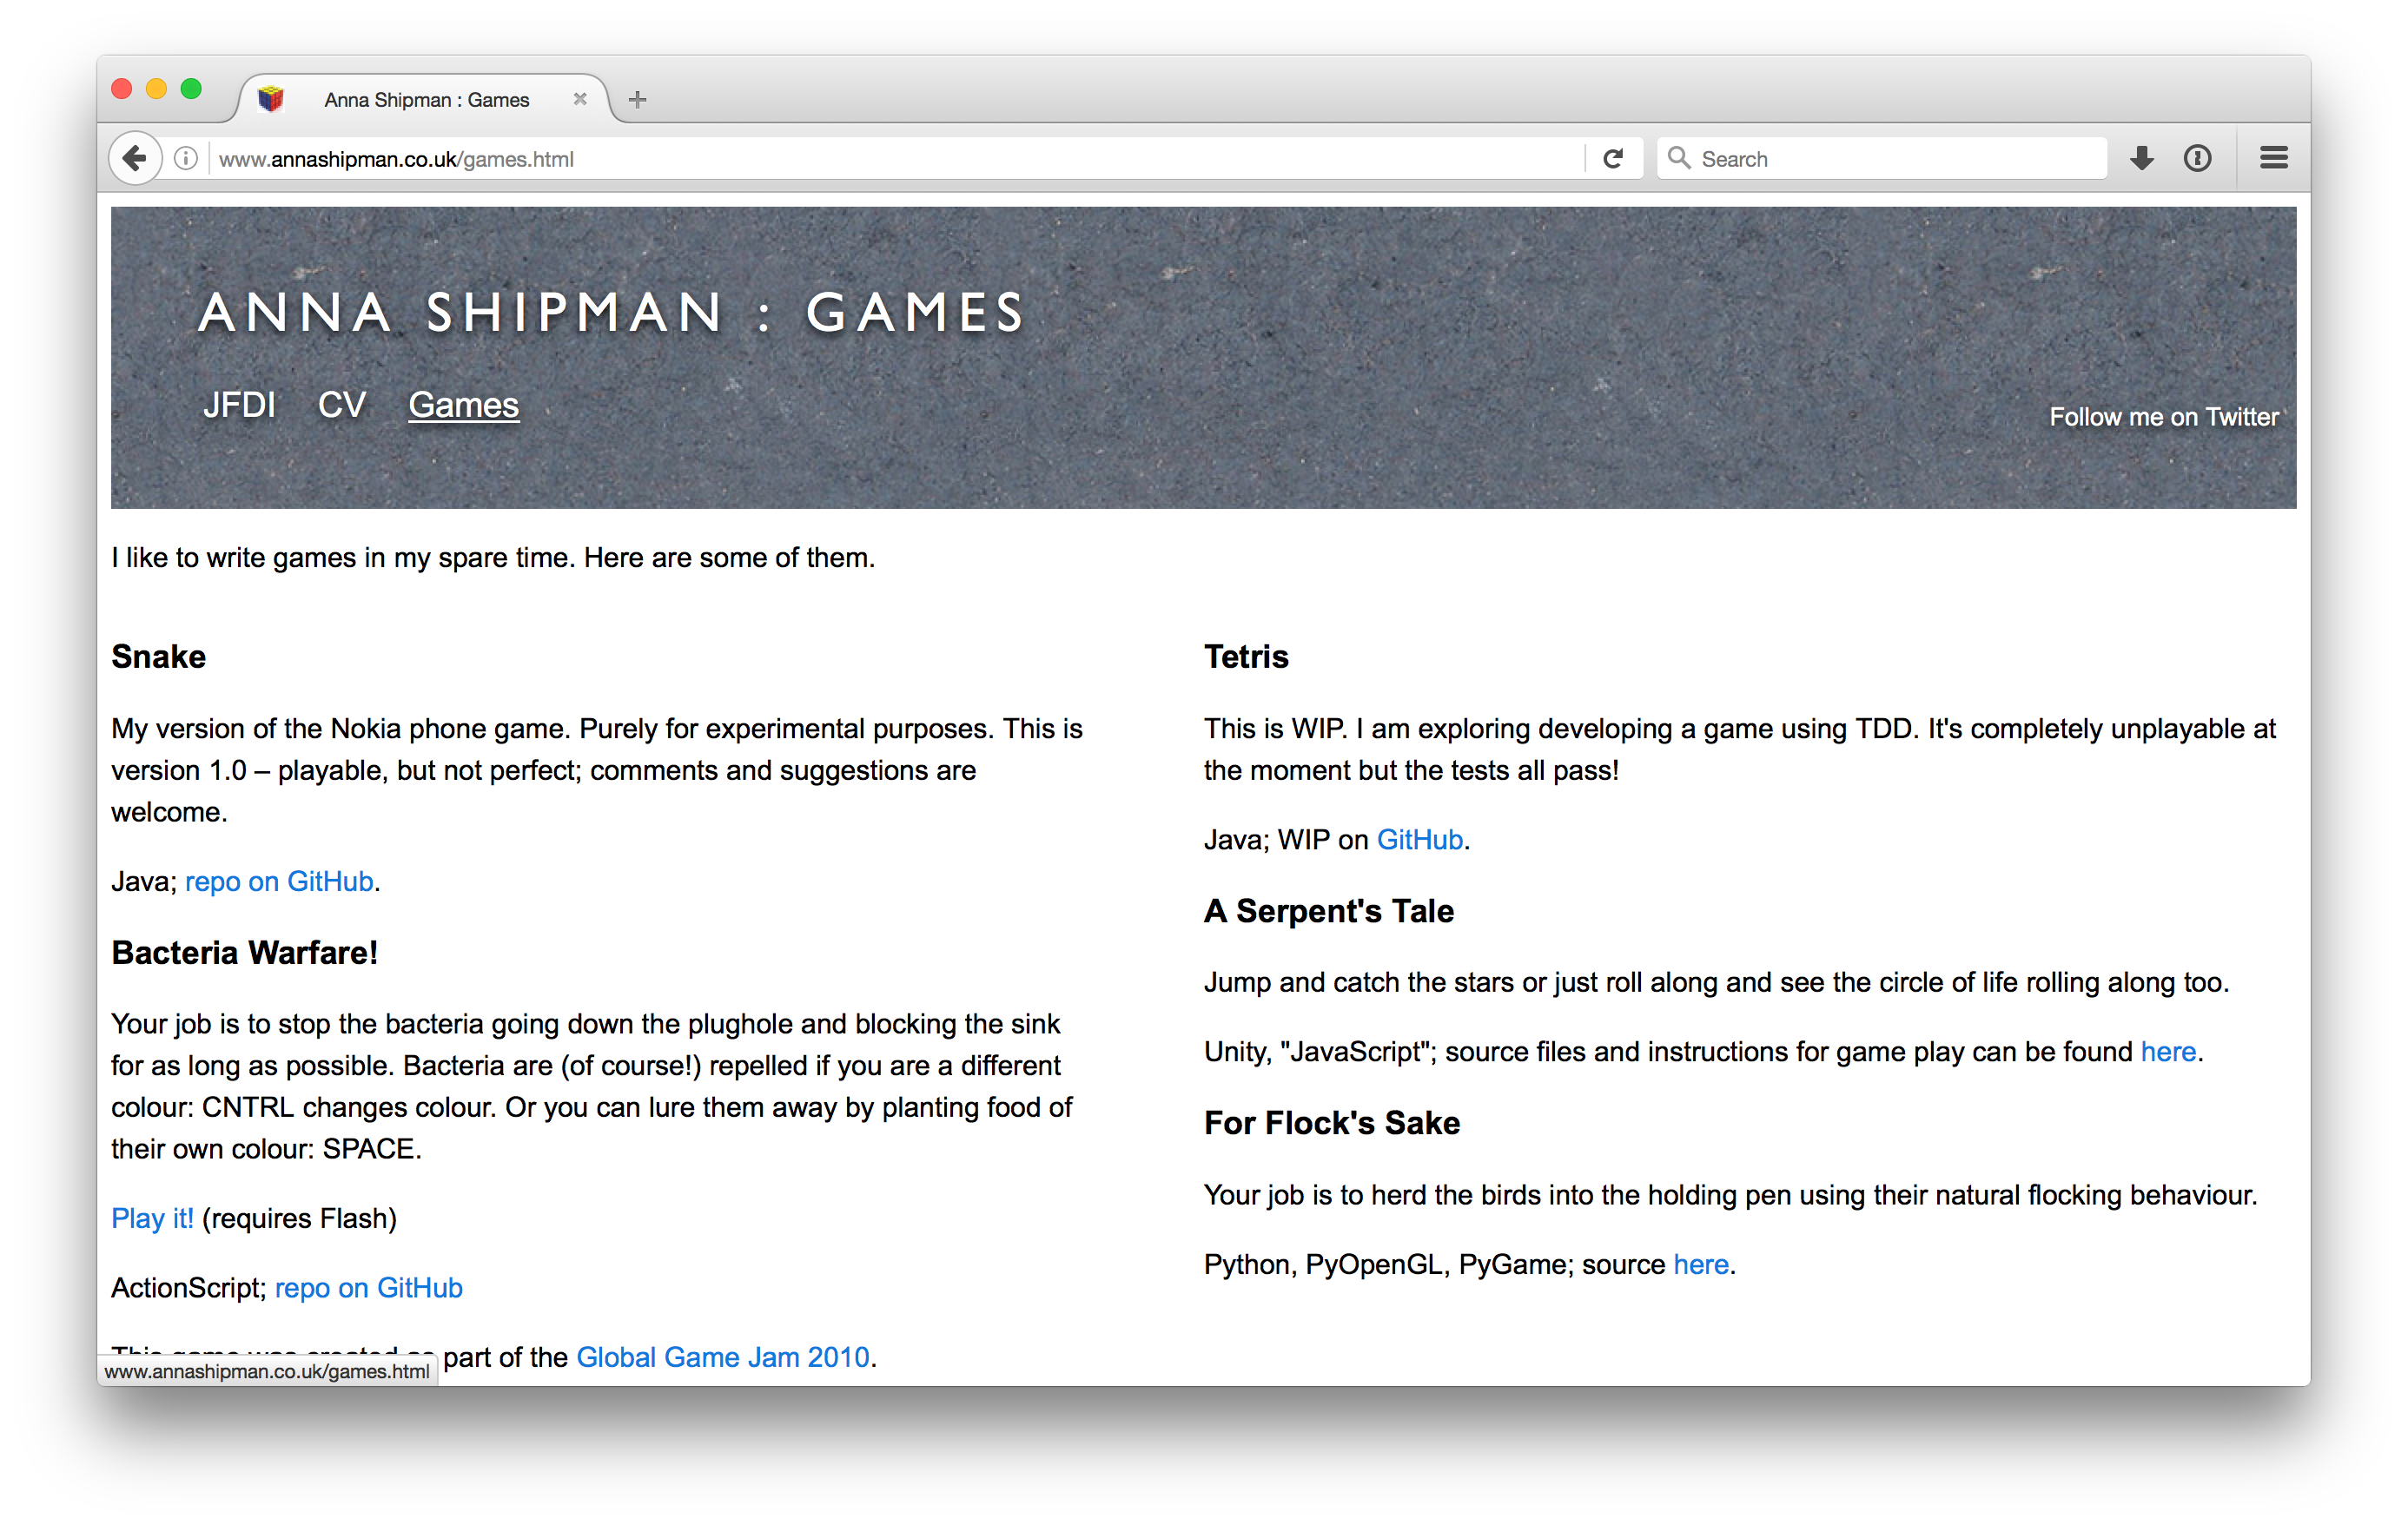 Anna Shipman : Games
www.annashipman.co.uk/games.html
Search
ANNA SHIPMAN : GAMES
JFDI CV Games
Follow me on Twitter
I like to write games in my spare time. Here are some of them.
Snake
My version of the Nokia phone game. Purely for experimental purposes. This is
version 1.0 – playable, but not perfect; comments and suggestions are
welcome.
Java; repo on GitHub.
Bacteria Warfare!
Your job is to stop the bacteria going down the plughole and blocking the sink
for as long as possible. Bacteria are (of course!) repelled if you are a different
colour: CNTRL changes colour. Or you can lure them away by planting food of
their own colour: SPACE.
Play it! (requires Flash)
ActionScript; repo on GitHub
This game was created as part of the Global Game Jam 2010.
Tetris
This is WIP. I am exploring developing a game using TDD. It's completely unplayable at
the moment but the tests all pass!
Java; WIP on GitHub.
A Serpent's Tale
Jump and catch the stars or just roll along and see the circle of life rolling along too.
Unity, "JavaScript"; source files and instructions for game play can be found here.
For Flock's Sake
Your job is to herd the birds into the holding pen using their natural flocking behaviour.
Python, PyOpenGL, PyGame; source here.
www.annashipman.co.uk/games.html